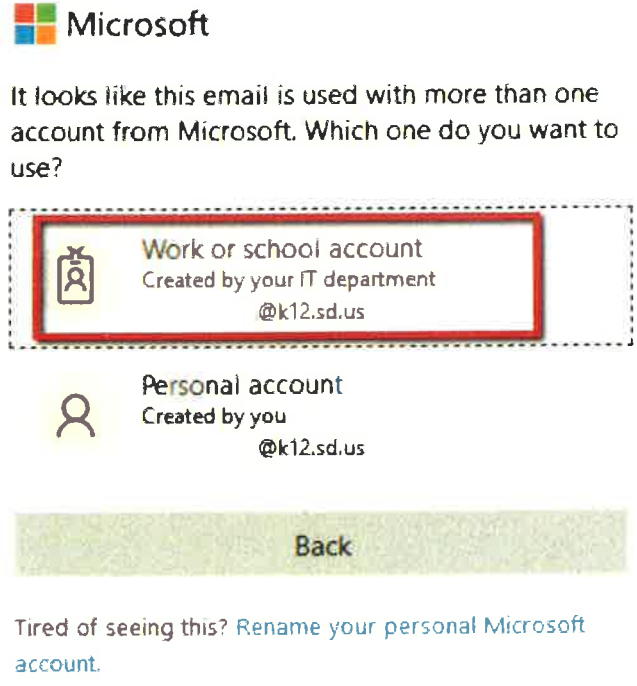 Microsoft
It looks like this email is used with more than one
account from Microsoft. Which one do you want to
use?
Work or school account
Created by your IT department
@k12.sd.us
Personal account
Created by you
@k12.sd.us
Back
Tired of seeing this? Rename your personal Microsoft
account.